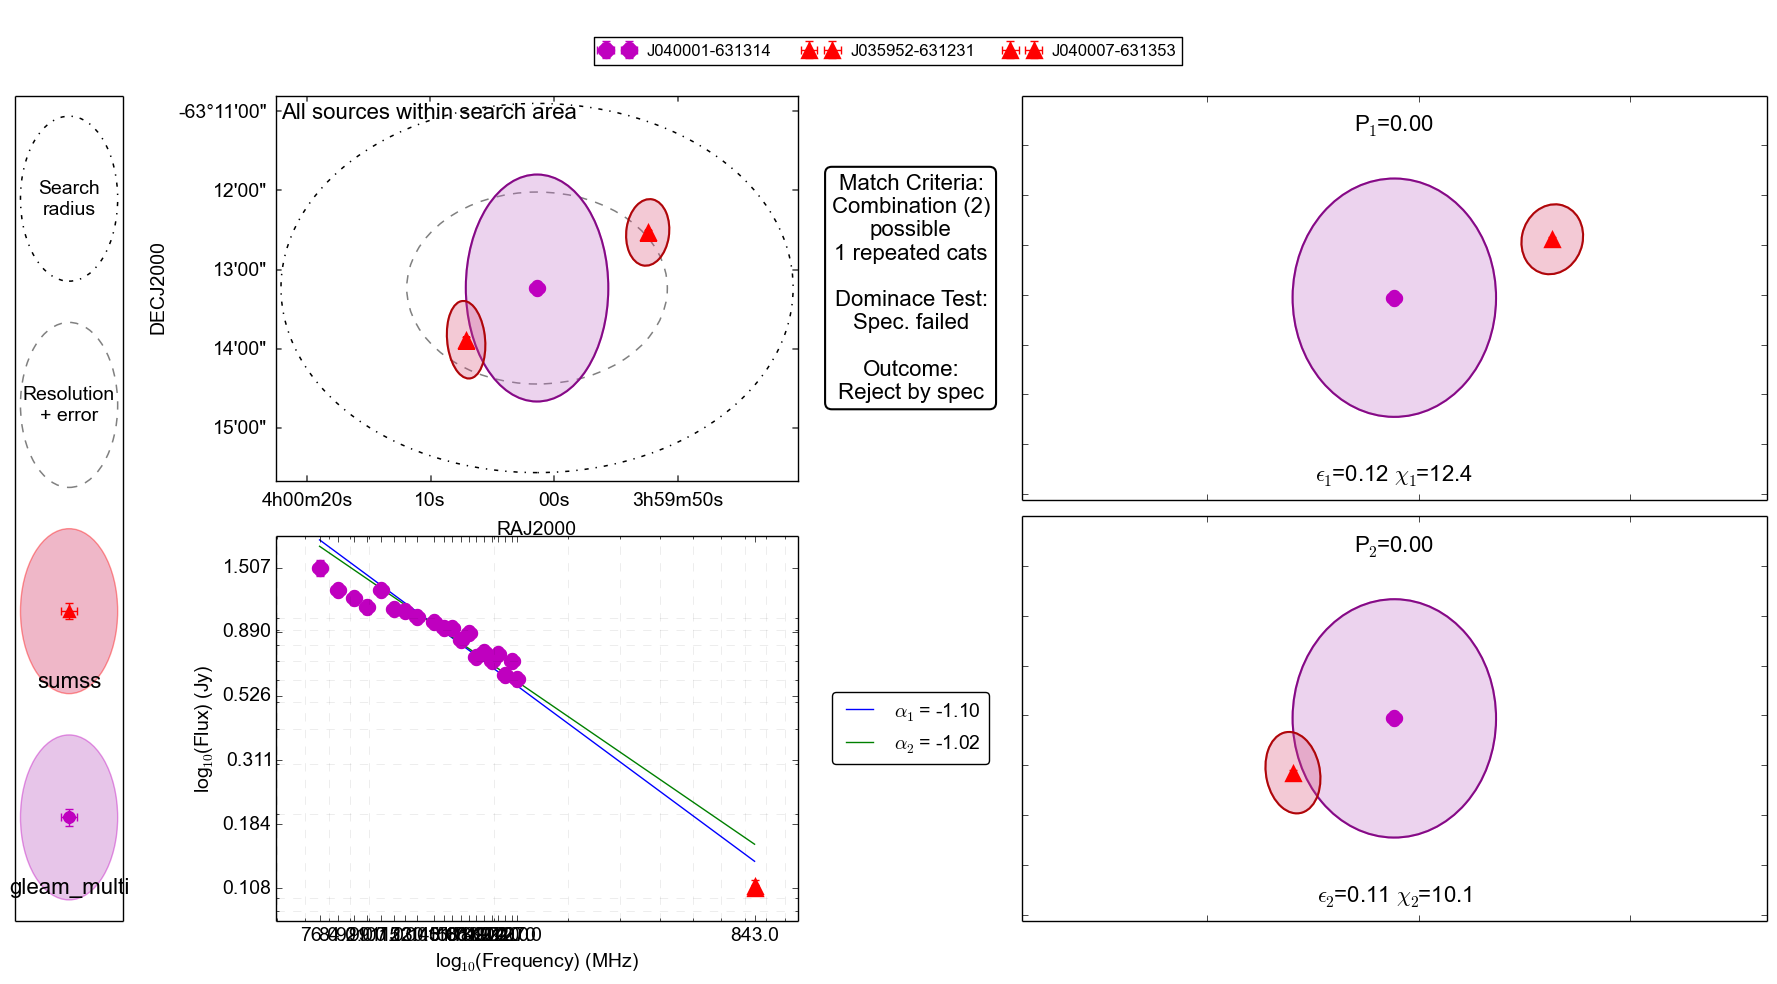 J040001-631314 J035952-631231 J040007-631353
Search
radius
Resolution
+ error
sumss
gleam_multi
All sources within search area
-63°11'00"
12'00"
13'00"
14'00"
15'00"
DECJ2000
4h00m20s 10s 00s 3h59m50s
RAJ2000
Match Criteria:
Combination (2)
possible
1 repeated cats
Dominace Test:
Spec. failed
Outcome:
Reject by spec
P₁=0.00
ϵ₁=0.12 χ₁=12.4
1.507
0.890
0.526
0.311
0.184
0.108
log₁₀(Flux) (Jy)
843.0
log₁₀(Frequency) (MHz)
α₁ = -1.10
α₂ = -1.02
P₂=0.00
ϵ₂=0.11 χ₂=10.1